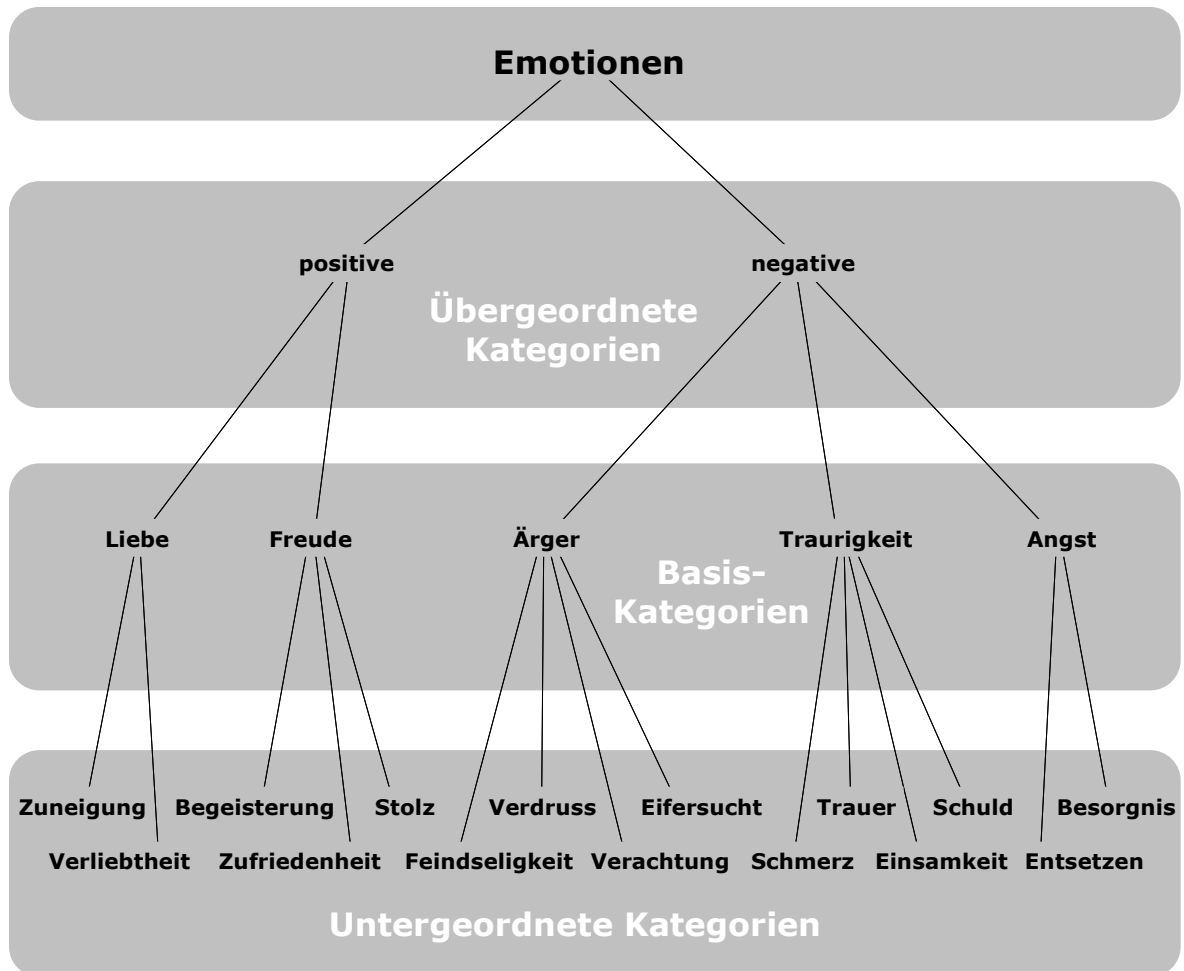 Emotionen
positive negative
Übergeordnete
Kategorien
Liebe Freude Ärger Traurigkeit Angst
Basis-
Kategorien
Zuneigung Begeisterung Stolz Verdruss Eifersucht Trauer Schuld Besorgnis
Verliebtheit Zufriedenheit Feindseligkeit Verachtung Schmerz Einsamkeit Entsetzen
Untergeordnete Kategorien